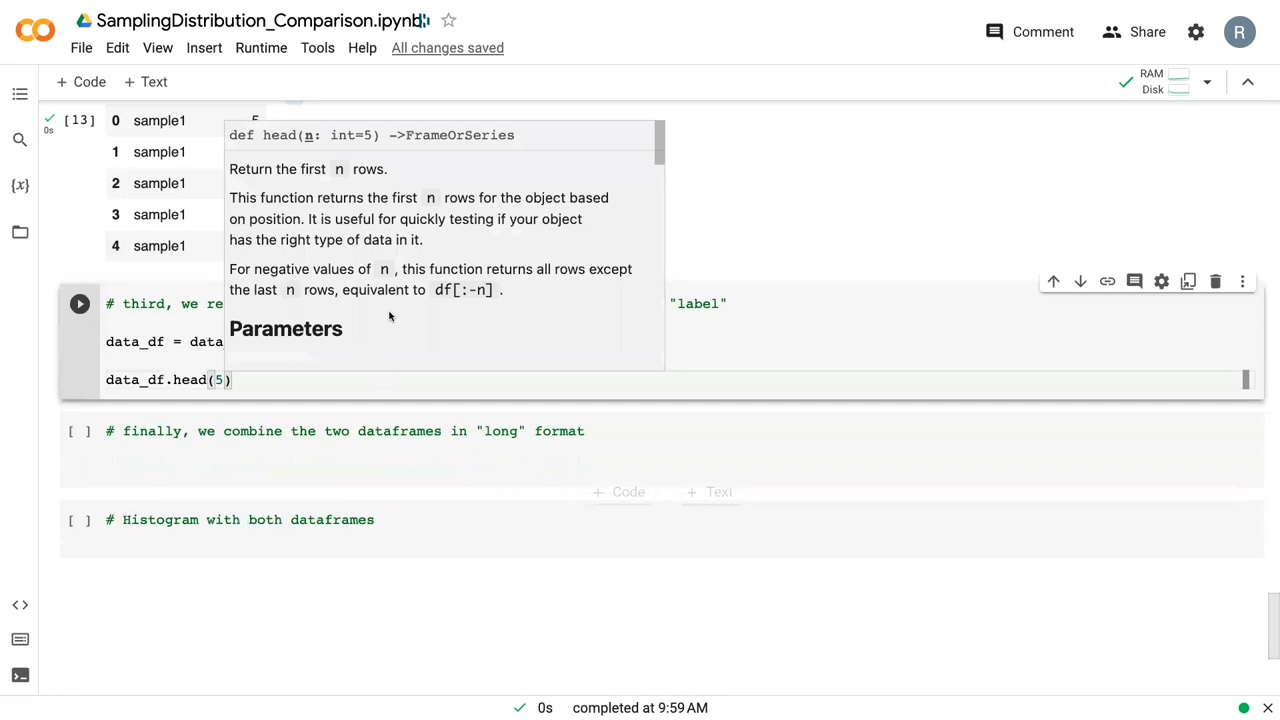 SamplingDistribution_Comparison.ipynb
File Edit View Insert Runtime Tools Help All changes saved
Comment Share R
+ Code + Text
RAM
Disk
[13] 0 sample1 5
0s
1 sample1
2 sample1
3 sample1
4 sample1
def head(n: int=5) ->FrameOrSeries
Return the first n rows.
This function returns the first n rows for the object based
on position. It is useful for quickly testing if your object
has the right type of data in it.
For negative values of n, this function returns all rows except
the last n rows, equivalent to df[:-n].
Parameters
# third, we re "label"
data_df = data
data_df.head(5)
[ ] # finally, we combine the two dataframes in "long" format
+ Code + Text
[ ] # Histogram with both dataframes
0s completed at 9:59 AM